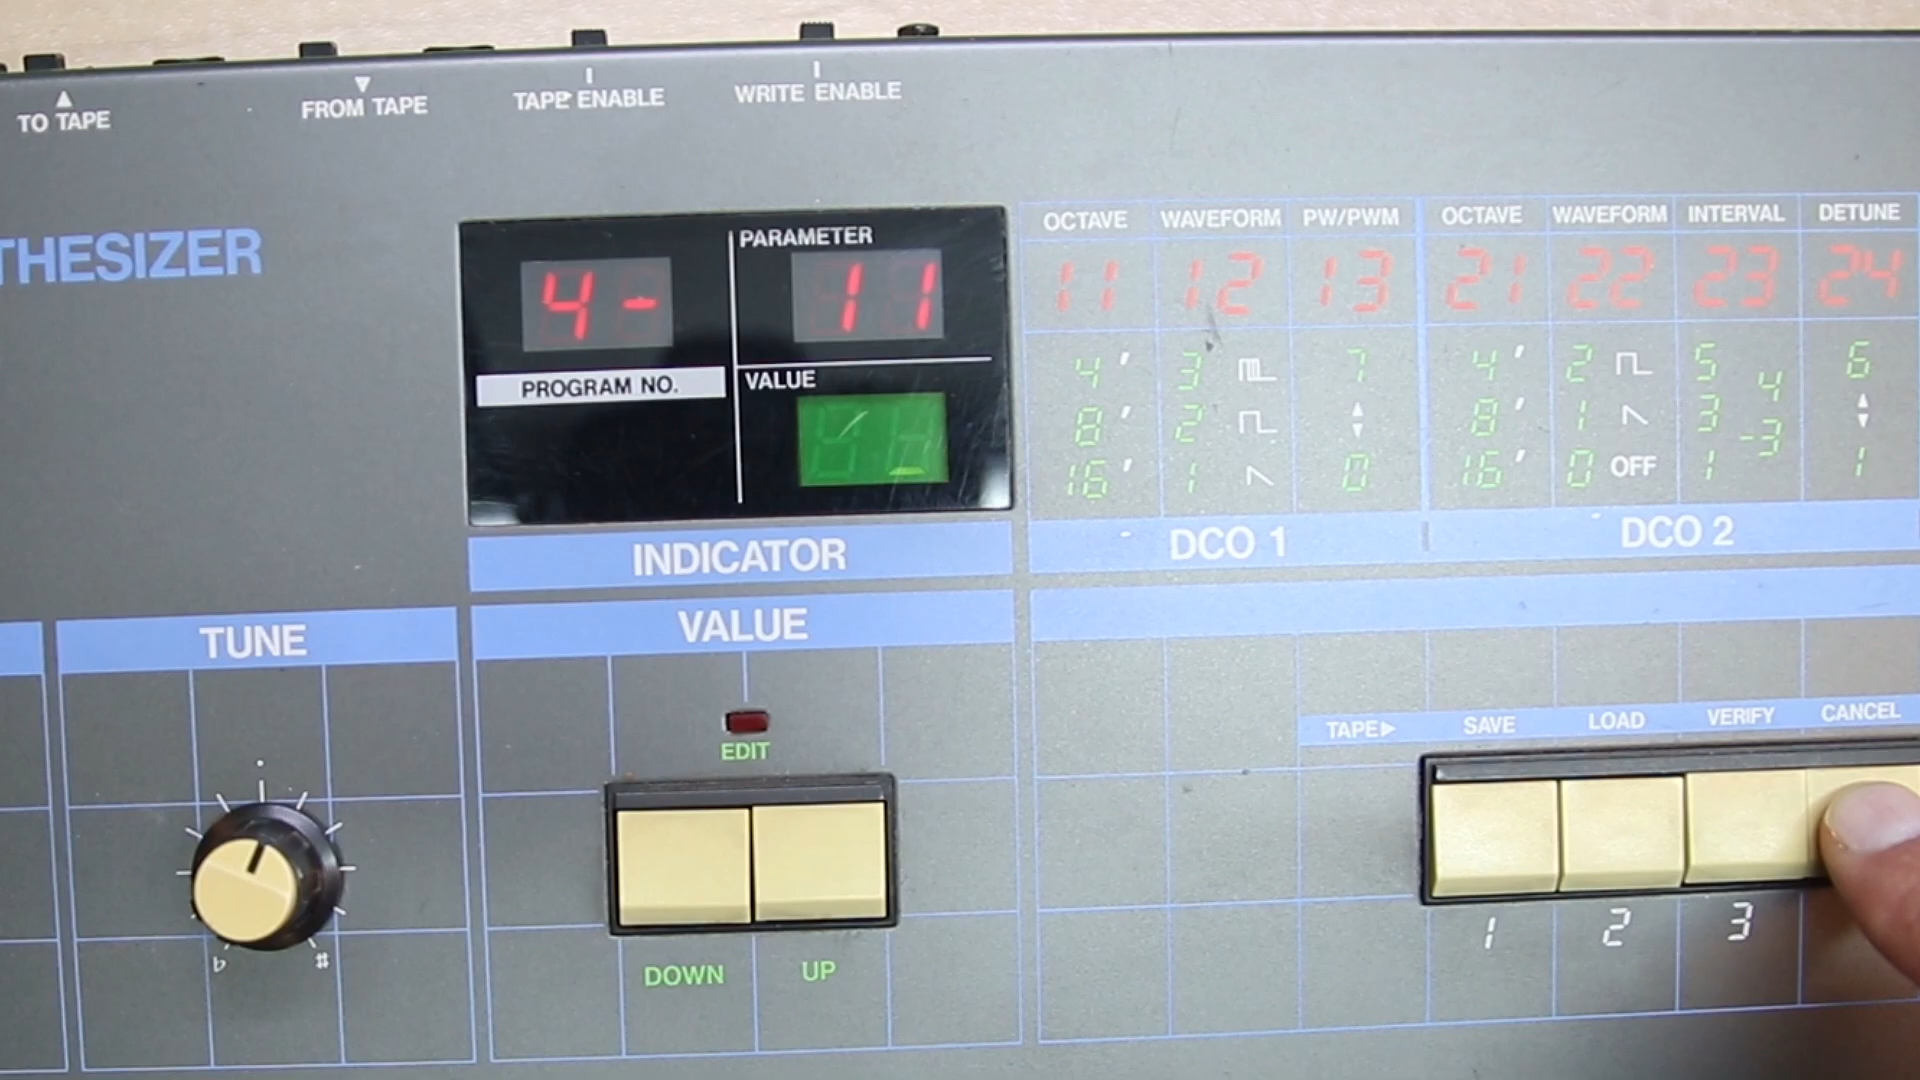 TO TAPE
FROM TAPE
TAPE ENABLE
WRITE ENABLE
THESIZER
4-
PROGRAM NO.
PARAMETER
11
VALUE
_
INDICATOR
OCTAVE WAVEFORM PW/PWM OCTAVE WAVEFORM INTERVAL DETUNE
11 12 13 21 22 23 24
4' 3 7 4' 2 5 4 6
8' 2 8' 1 3 -3
16' 1 0 16' 0 OFF 1 1
DCO 1 DCO 2
TUNE
♭ #
VALUE
EDIT
DOWN UP
TAPE▶ SAVE LOAD VERIFY CANCEL
1 2 3